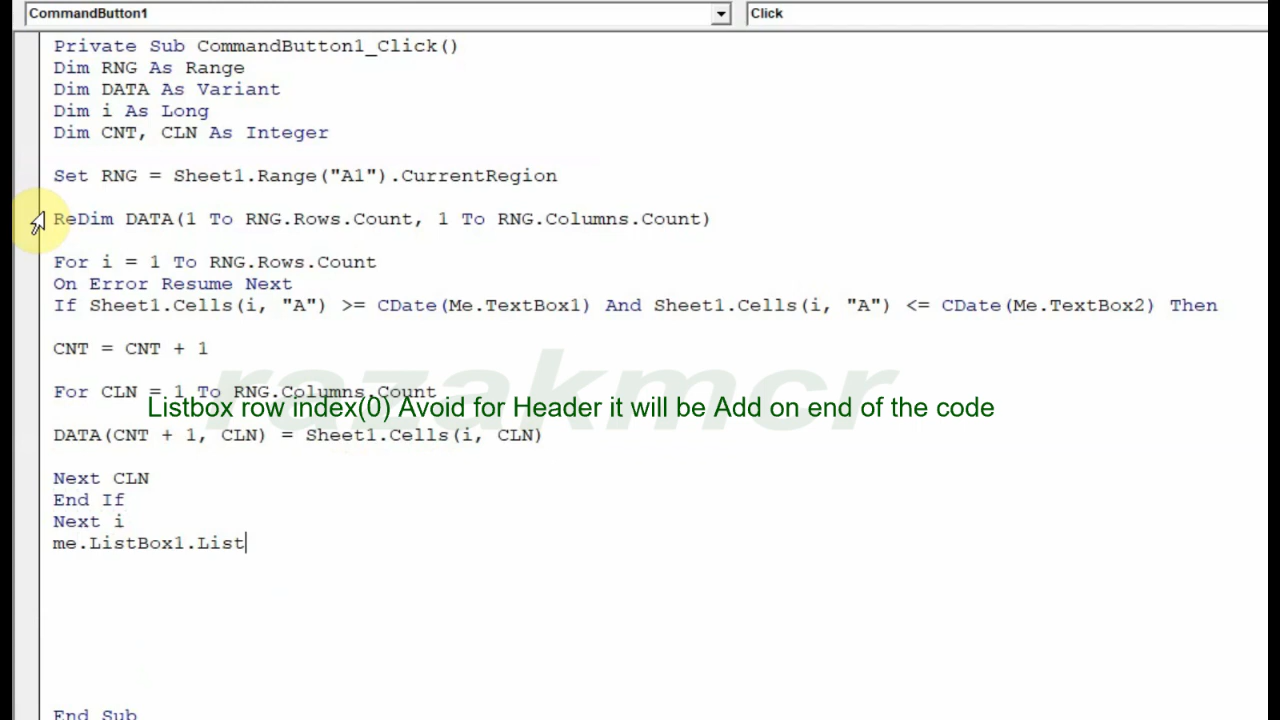 CommandButton1
Click
Private Sub CommandButton1_Click()
Dim RNG As Range
Dim DATA As Variant
Dim i As Long
Dim CNT, CLN As Integer
Set RNG = Sheet1.Range("A1").CurrentRegion
ReDim DATA(1 To RNG.Rows.Count, 1 To RNG.Columns.Count)
For i = 1 To RNG.Rows.Count
On Error Resume Next
If Sheet1.Cells(i, "A") >= CDate(Me.TextBox1) And Sheet1.Cells(i, "A") <= CDate(Me.TextBox2) Then
CNT = CNT + 1
razakmcr
For CLN = 1 To RNG.Columns.Count
Listbox row index(0) Avoid for Header it will be Add on end of the code
DATA(CNT + 1, CLN) = Sheet1.Cells(i, CLN)
Next CLN
End If
Next i
me.ListBox1.List
End Sub